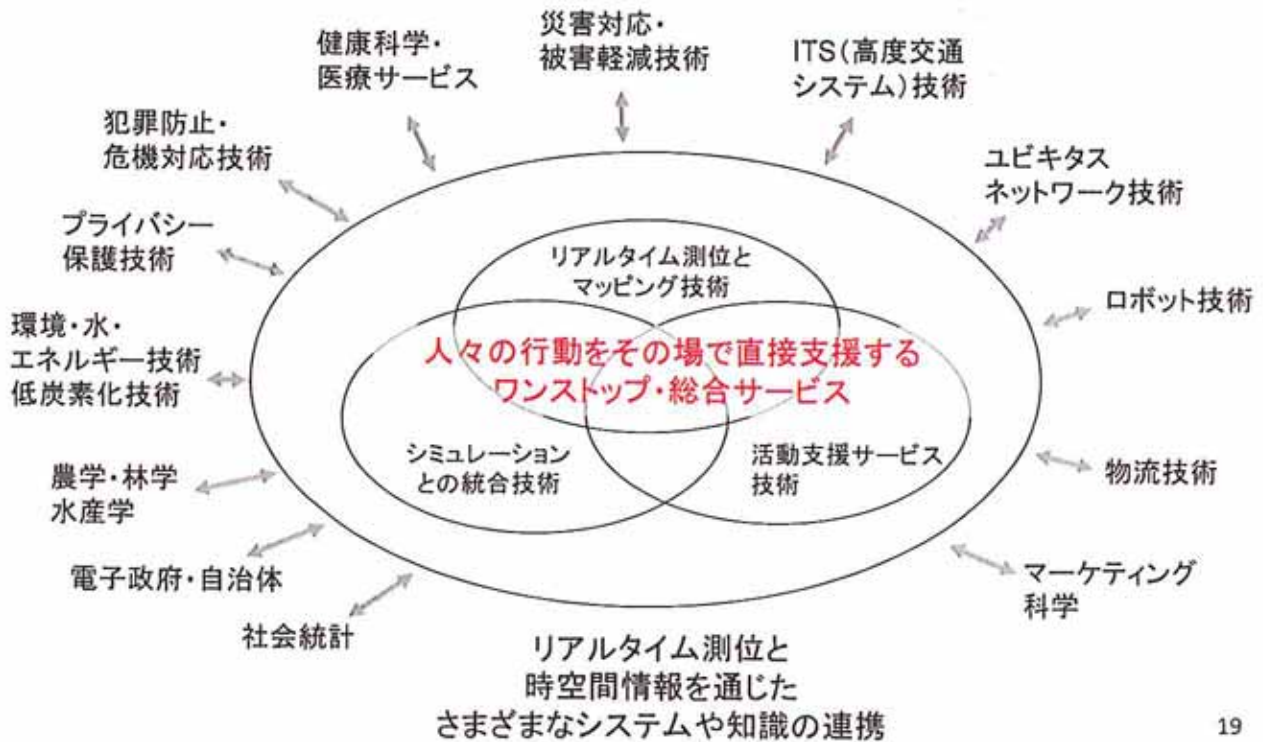 災害対応・
被害軽減技術
健康科学・
医療サービス
ITS(高度交通
システム)技術
犯罪防止・
危機対応技術
ユビキタス
ネットワーク技術
プライバシー
保護技術
リアルタイム測位と
マッピング技術
ロボット技術
環境・水・
エネルギー技術
低炭素化技術
人々の行動をその場で直接支援する
ワンストップ・総合サービス
シミュレーション
との統合技術
活動支援サービス
技術
物流技術
農学・林学
水産学
電子政府・自治体
マーケティング
科学
社会統計
リアルタイム測位と
時空間情報を通じた
さまざまなシステムや知識の連携
19